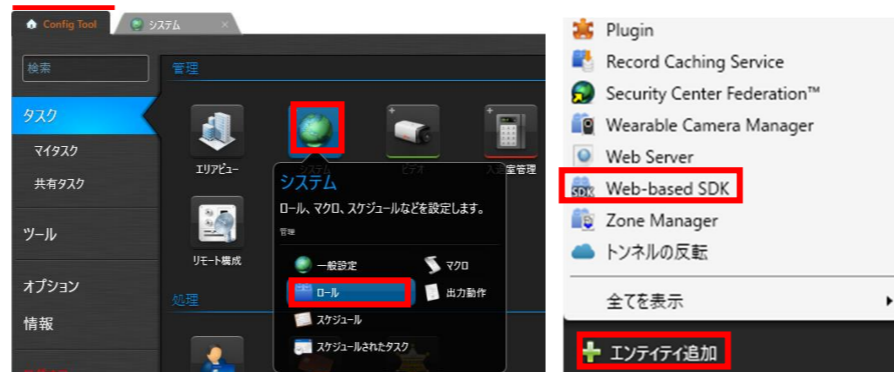 Config Tool
システム
検索
管理
タスク
マイタスク
共有タスク
ツール
オプション
情報
エリアビュー
システム
ビデオ
入退室管理
システム
ロール、マクロ、スケジュールなどを設定します。
管理
一般設定
マクロ
ロール
出力動作
スケジュール
スケジュールされたタスク
リモート構成
処理
Plugin
Record Caching Service
Security Center Federation™
Wearable Camera Manager
Web Server
SDK Web-based SDK
Zone Manager
トンネルの反転
全てを表示
エンティティ追加